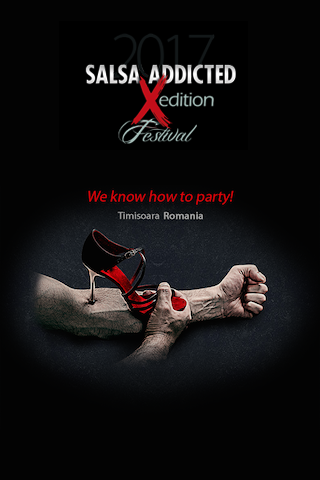 2017
SALSA ADDICTED
X edition
Festival
We know how to party!
Timisoara Romania